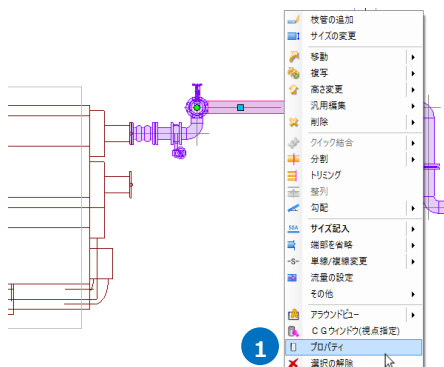 枝管の追加
サイズの変更
移動
複写
高さ変更
汎用編集
削除
クイック結合
分割
トリミング
整列
勾配
50A サイズ記入
端部を省略
-S- 単線/複線変更
流量の設定
その他
アラウンドビュー
CGウィンドウ(視点指定)
1 プロパティ
選択の解除